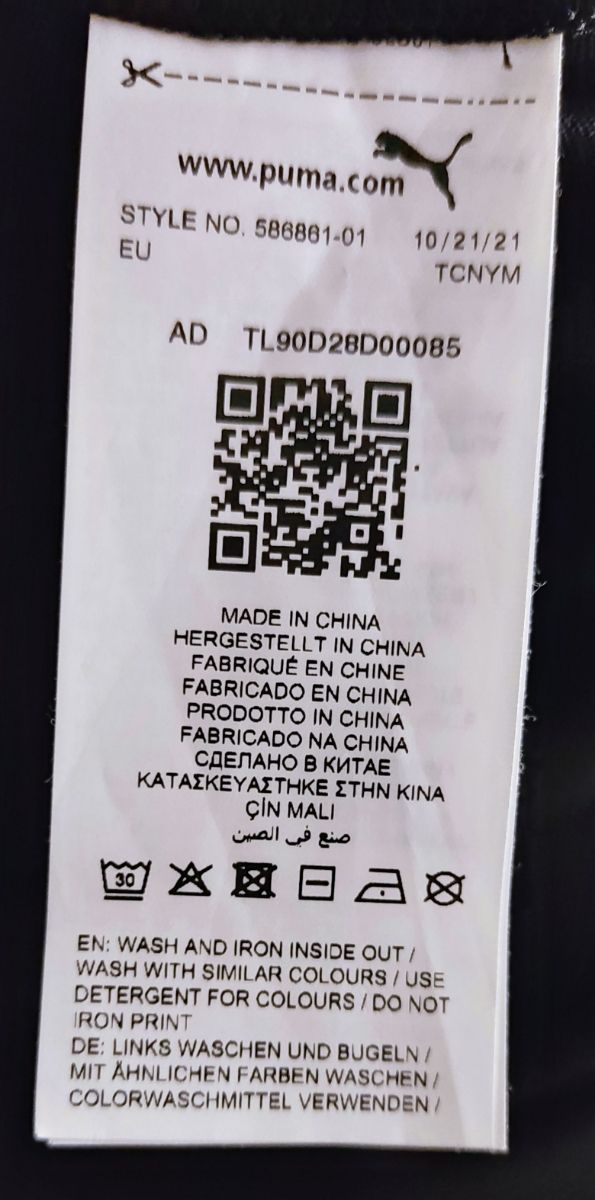 www.puma.com
STYLE NO. 586861-01 10/21/21
EU TCNYM
AD TL90D28D00085
MADE IN CHINA
HERGESTELLT IN CHINA
FABRIQUÉ EN CHINE
FABRICADO EN CHINA
PRODOTTO IN CHINA
FABRICADO NA CHINA
СДЕЛАНО В КИТАЕ
ΚΑΤΑΣΚΕΥΑΣΤΗΚΕ ΣΤΗΝ ΚΙΝΑ
ÇİN MALI
صنع في الصين
30
EN: WASH AND IRON INSIDE OUT /
WASH WITH SIMILAR COLOURS / USE
DETERGENT FOR COLOURS / DO NOT
IRON PRINT
DE: LINKS WASCHEN UND BUGELN /
MIT ÄHNLICHEN FARBEN WASCHEN /
COLORWASCHMITTEL VERWENDEN /